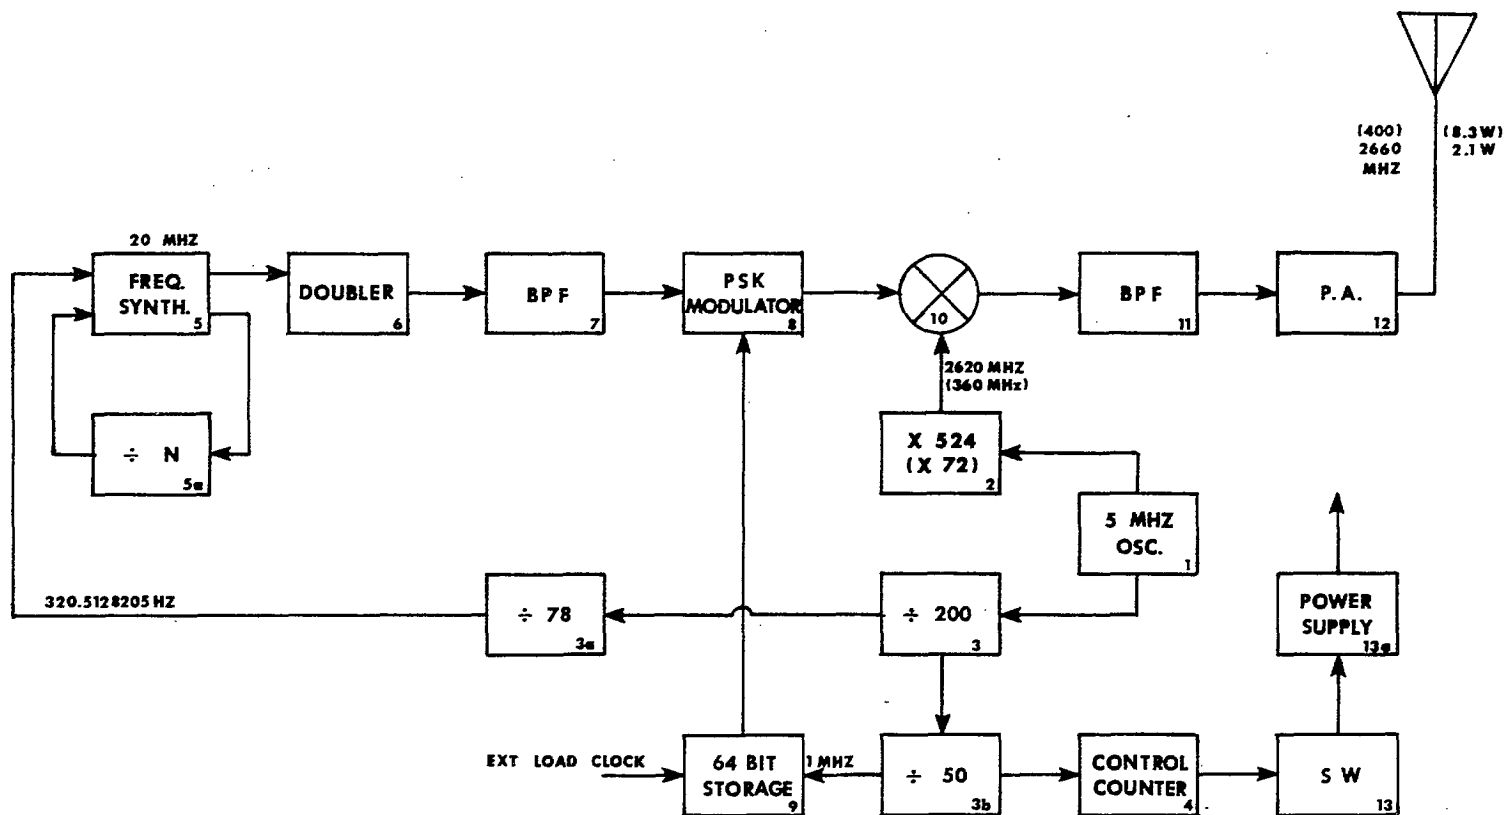 (400)
2660
MHZ
(8.3W)
2.1W
20 MHZ
FREQ.
SYNTH.
5
DOUBLER
6
BPF
7
PSK
MODULATOR
8
10
BPF
11
P.A.
12
2620 MHZ
(360 MHz)
÷ N
5a
X 524
(X 72)
2
5 MHZ
OSC.
1
320.5128205 HZ
÷ 78
3a
÷ 200
3
POWER
SUPPLY
13a
EXT LOAD CLOCK
64 BIT
STORAGE
9
1 MHZ
÷ 50
3b
CONTROL
COUNTER
4
SW
13